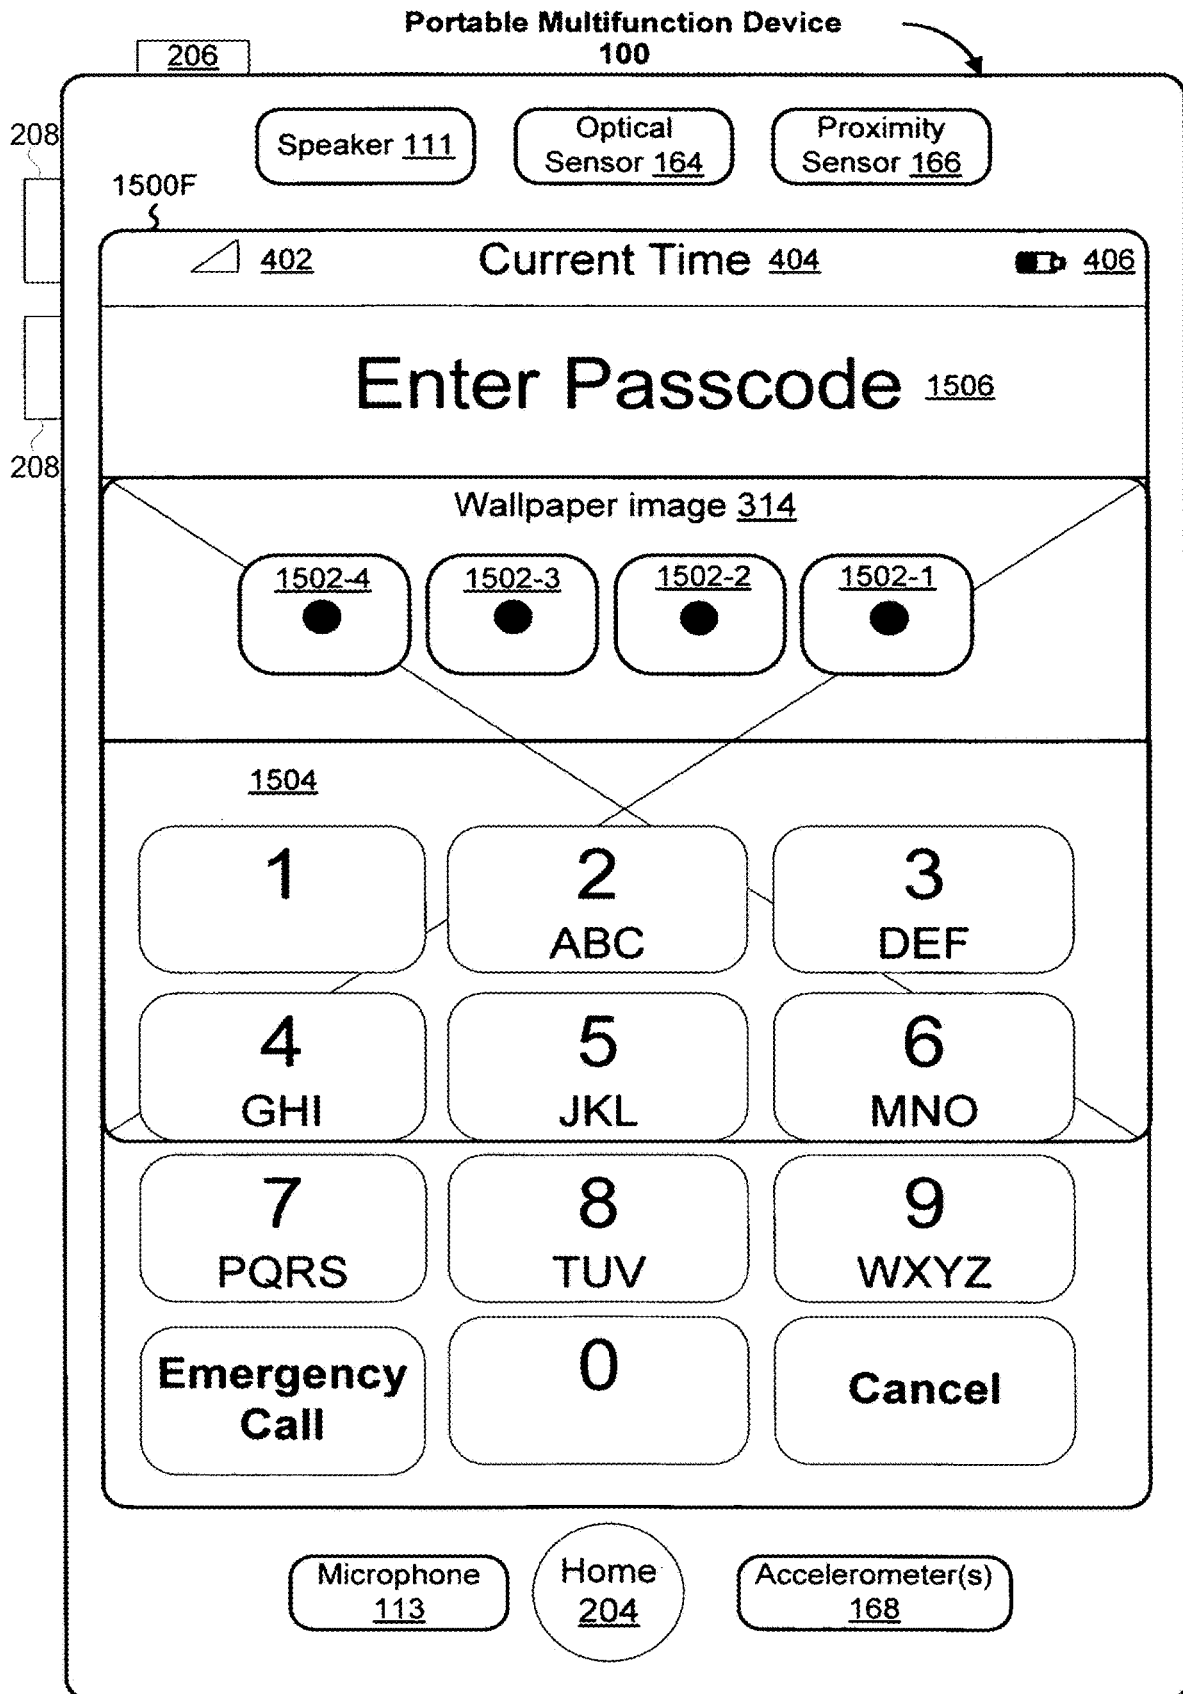 Portable Multifunction Device
100
206
208
Speaker 111
Optical
Sensor 164
Proximity
Sensor 166
1500F
402
Current Time 404
406
Enter Passcode 1506
208
Wallpaper image 314
1502-4
1502-3
1502-2
1502-1
1504
1
2
ABC
3
DEF
4
GHI
5
JKL
6
MNO
7
PQRS
8
TUV
9
WXYZ
Emergency
Call
0
Cancel
Microphone
113
Home
204
Accelerometer(s)
168